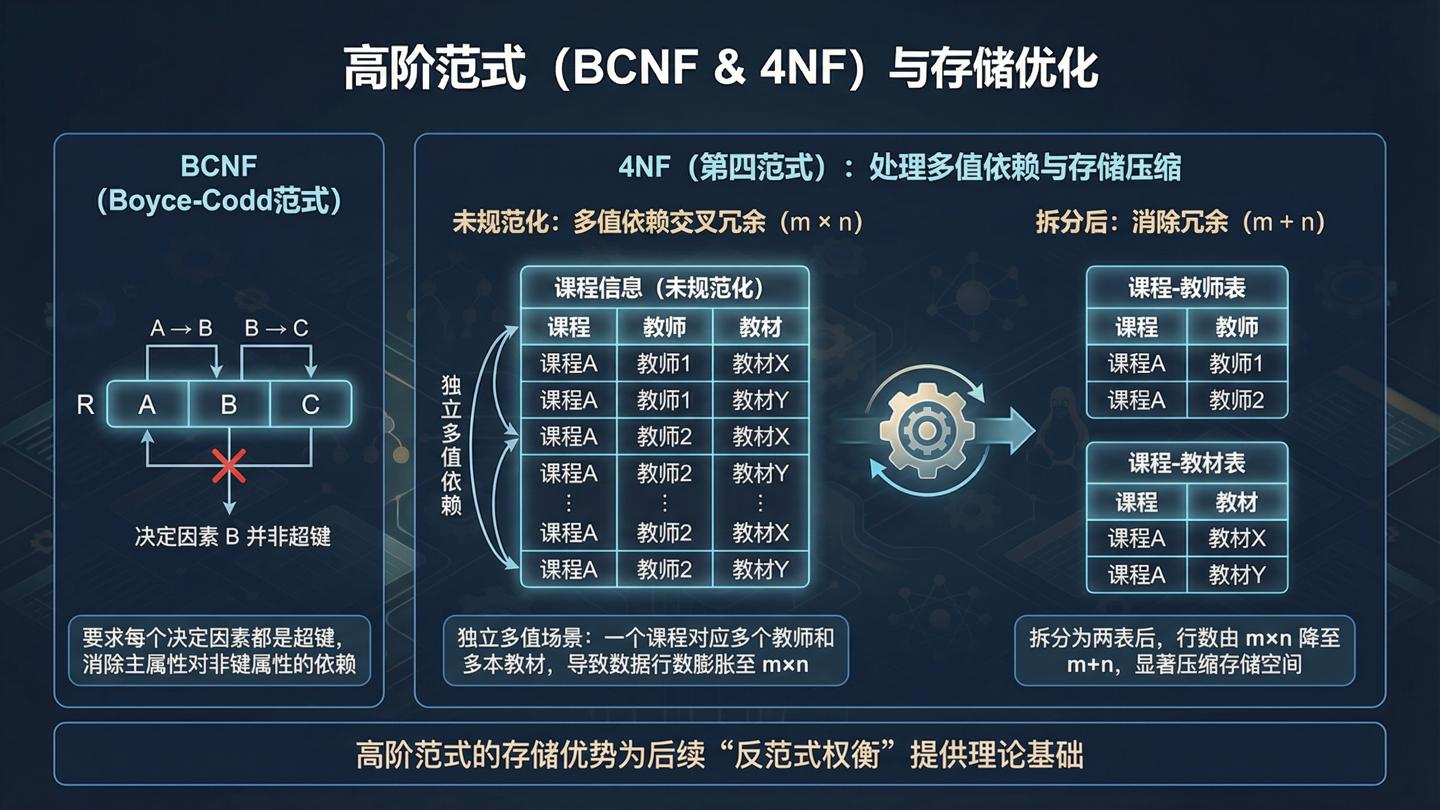 高阶范式（BCNF & 4NF）与存储优化
BCNF
（Boyce-Codd范式）
A → B
B → C
R
A
B
C
决定因素 B 并非超键
要求每个决定因素都是超键，
消除主属性对非键属性的依赖
4NF（第四范式）：处理多值依赖与存储压缩
未规范化：多值依赖交叉冗余（m × n）
独立多值依赖
课程信息（未规范化）
课程 教师 教材
课程A 教师1 教材X
课程A 教师1 教材Y
课程A 教师2 教材X
课程A 教师2 教材Y
⋮ ⋮ ⋮
课程A 教师2 教材X
课程A 教师2 教材Y
独立多值场景：一个课程对应多个教师和
多本教材，导致数据行数膨胀至 m×n
拆分后：消除冗余（m + n）
课程-教师表
课程 教师
课程A 教师1
课程A 教师2
课程-教材表
课程 教材
课程A 教材X
课程A 教材Y
拆分为两表后，行数由 m×n 降至
m+n，显著压缩存储空间
高阶范式的存储优势为后续“反范式权衡”提供理论基础